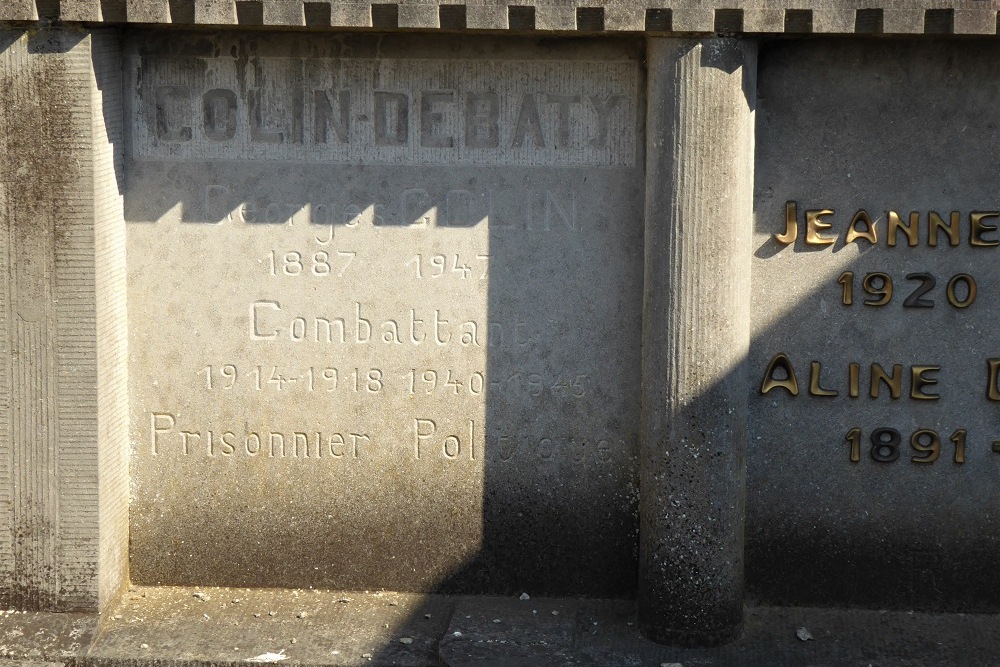 COLIN-DEBATY
Georges COLIN
1887 1947
Combattant
1914-1918 1940-1945
Prisonnier Politique
JEANNE
1920
ALINE D
1891 -